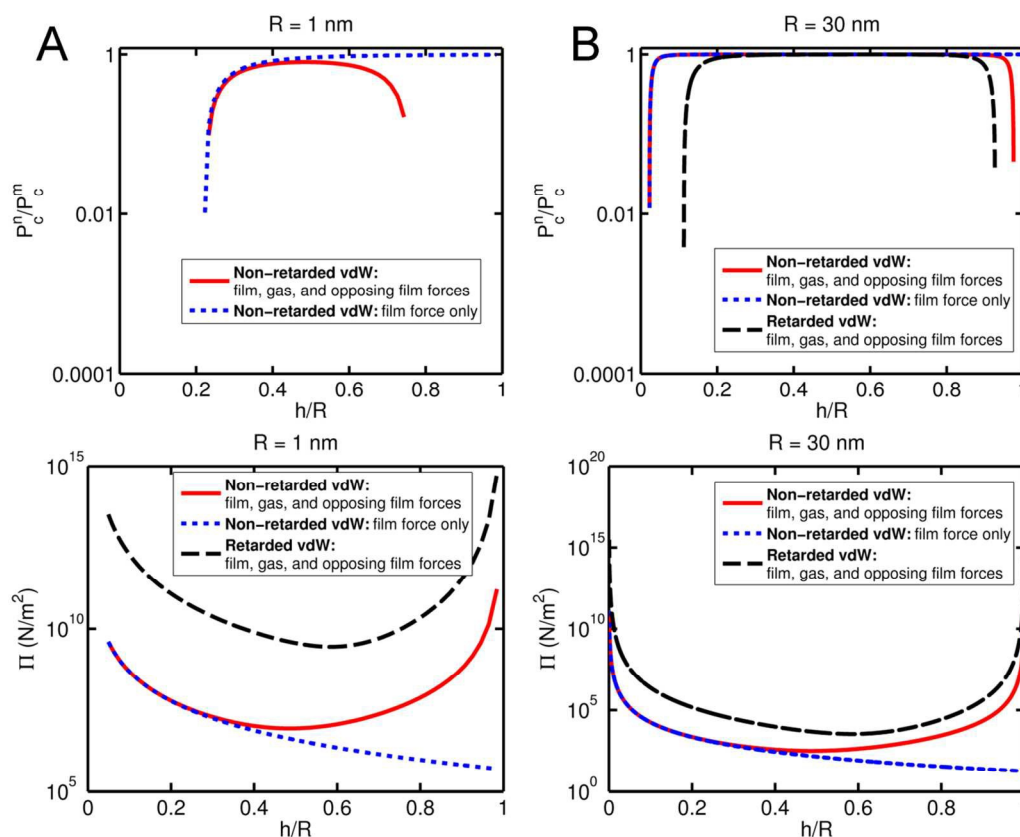 A
R = 1 nm
1
0.01
0.0001
P_c^n/P_c^m
Non−retarded vdW:
film, gas, and opposing film forces
Non−retarded vdW: film force only
0 0.2 0.4 0.6 0.8 1
h/R
B
R = 30 nm
1
0.01
0.0001
P_c^n/P_c^m
Non−retarded vdW:
film, gas, and opposing film forces
Non−retarded vdW: film force only
Retarded vdW:
film, gas, and opposing film forces
0 0.2 0.4 0.6 0.8 1
h/R
R = 1 nm
10^15
10^10
10^5
Π (N/m²)
Non−retarded vdW:
film, gas, and opposing film forces
Non−retarded vdW: film force only
Retarded vdW:
film, gas, and opposing film forces
0 0.2 0.4 0.6 0.8 1
h/R
R = 30 nm
10^20
10^15
10^10
10^5
10^0
Π (N/m²)
Non−retarded vdW:
film, gas, and opposing film forces
Non−retarded vdW: film force only
Retarded vdW:
film, gas, and opposing film forces
0 0.2 0.4 0.6 0.8 1
h/R